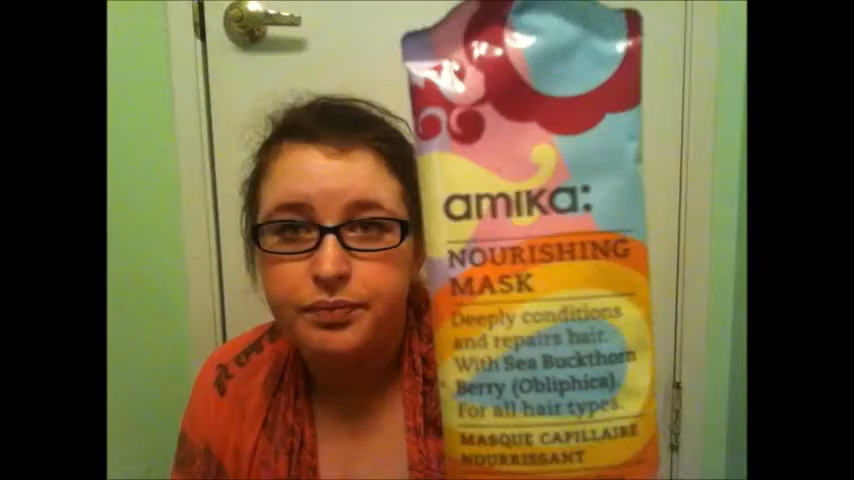 amika:
NOURISHING
MASK
Deeply conditions
and repairs hair.
With Sea Buckthorn
Berry (Obliphica)
For all hair types.
MASQUE CAPILLAIRE
NOURRISSANT